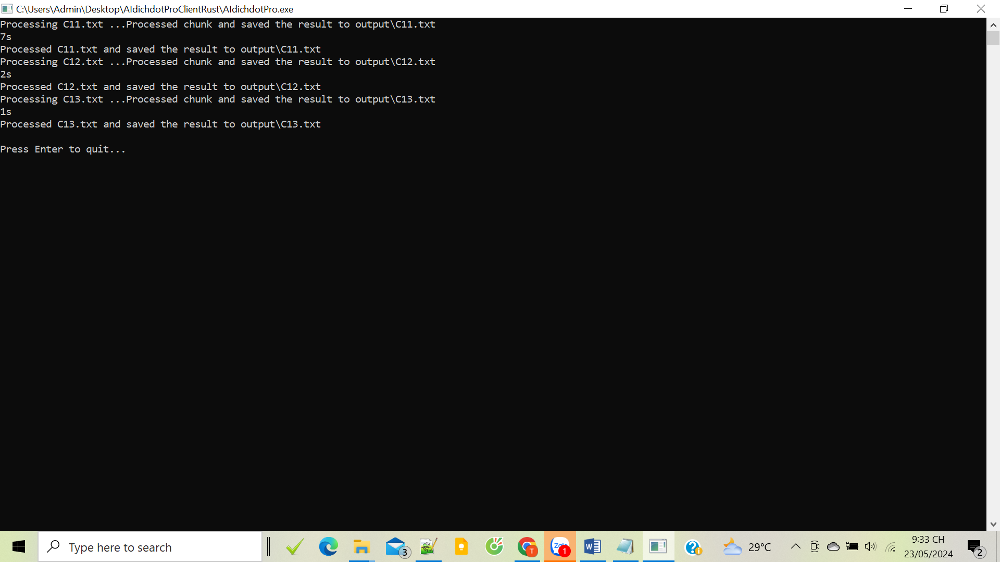 C:\Users\Admin\Desktop\AIdichdotProClientRust\AIdichdotPro.exe
Processing C11.txt ...Processed chunk and saved the result to output\C11.txt
7s
Processed C11.txt and saved the result to output\C11.txt
Processing C12.txt ...Processed chunk and saved the result to output\C12.txt
2s
Processed C12.txt and saved the result to output\C12.txt
Processing C13.txt ...Processed chunk and saved the result to output\C13.txt
1s
Processed C13.txt and saved the result to output\C13.txt
Press Enter to quit...
Type here to search
3
T
Zalo
1
W
29°C
9:33 CH
23/05/2024
2